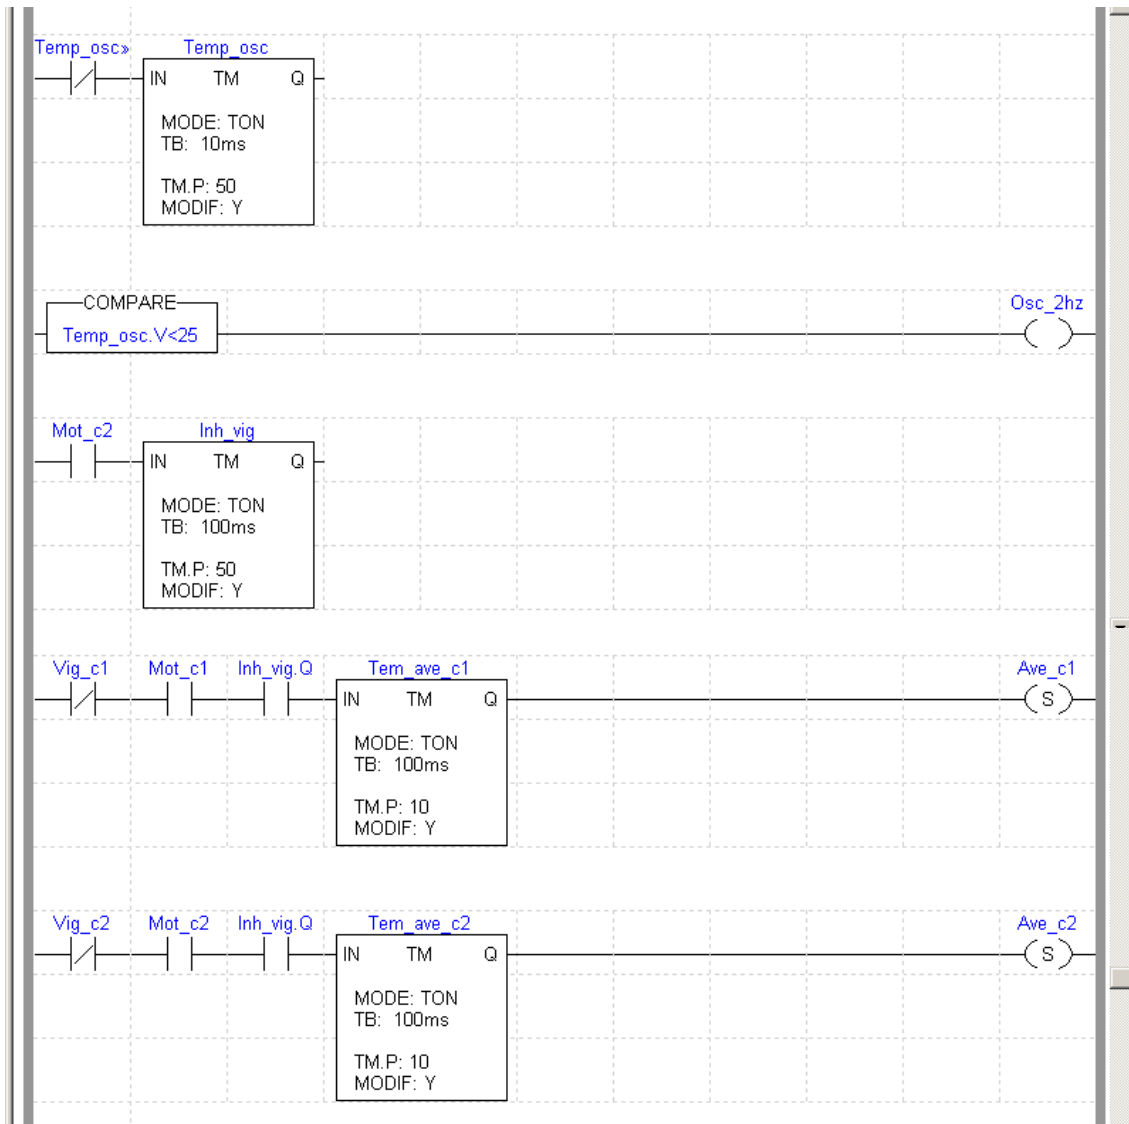 Temp_osc» Temp_osc
IN TM Q
MODE: TON
TB: 10ms
TM.P: 50
MODIF: Y
COMPARE Osc_2hz
Temp_osc.V<25
Mot_c2 Inh_vig
IN TM Q
MODE: TON
TB: 100ms
TM.P: 50
MODIF: Y
Vig_c1 Mot_c1 Inh_vig.Q Tem_ave_c1 Ave_c1
IN TM Q S
MODE: TON
TB: 100ms
TM.P: 10
MODIF: Y
Vig_c2 Mot_c2 Inh_vig.Q Tem_ave_c2 Ave_c2
IN TM Q S
MODE: TON
TB: 100ms
TM.P: 10
MODIF: Y